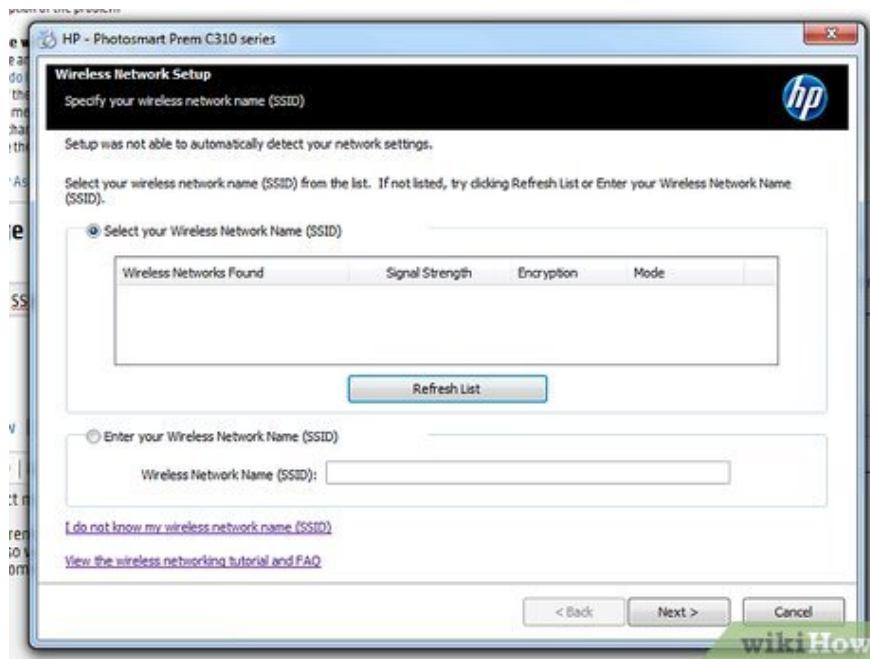 HP - Photosmart Prem C310 series
Wireless Network Setup
Specify your wireless network name (SSID)
hp
Setup was not able to automatically detect your network settings.
Select your wireless network name (SSID) from the list. If not listed, try clicking Refresh List or Enter your Wireless Network Name
(SSID).
Select your Wireless Network Name (SSID)
Wireless Networks Found Signal Strength Encryption Mode
Refresh List
Enter your Wireless Network Name (SSID)
Wireless Network Name (SSID):
I do not know my wireless network name (SSID)
View the wireless networking tutorial and FAQ
< Back Next > Cancel
wikiHow